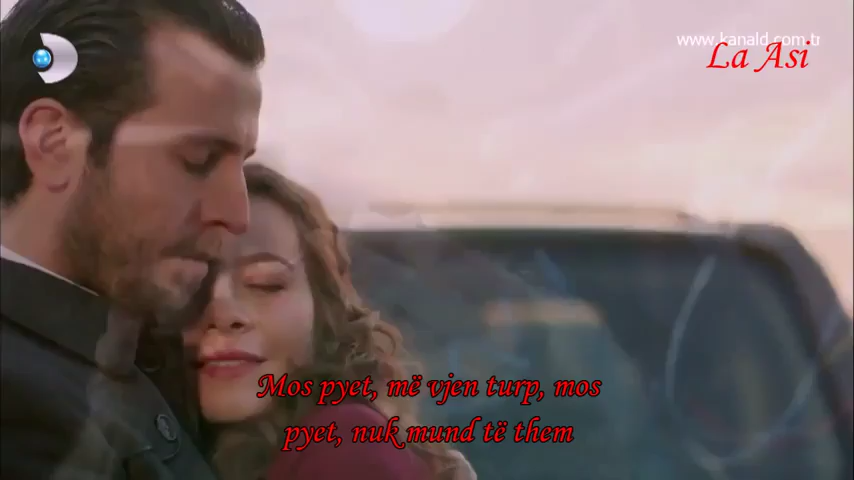 www.kanald.com.tr
La Asi
Mos pyet, më vjen turp, mos
pyet, nuk mund të them